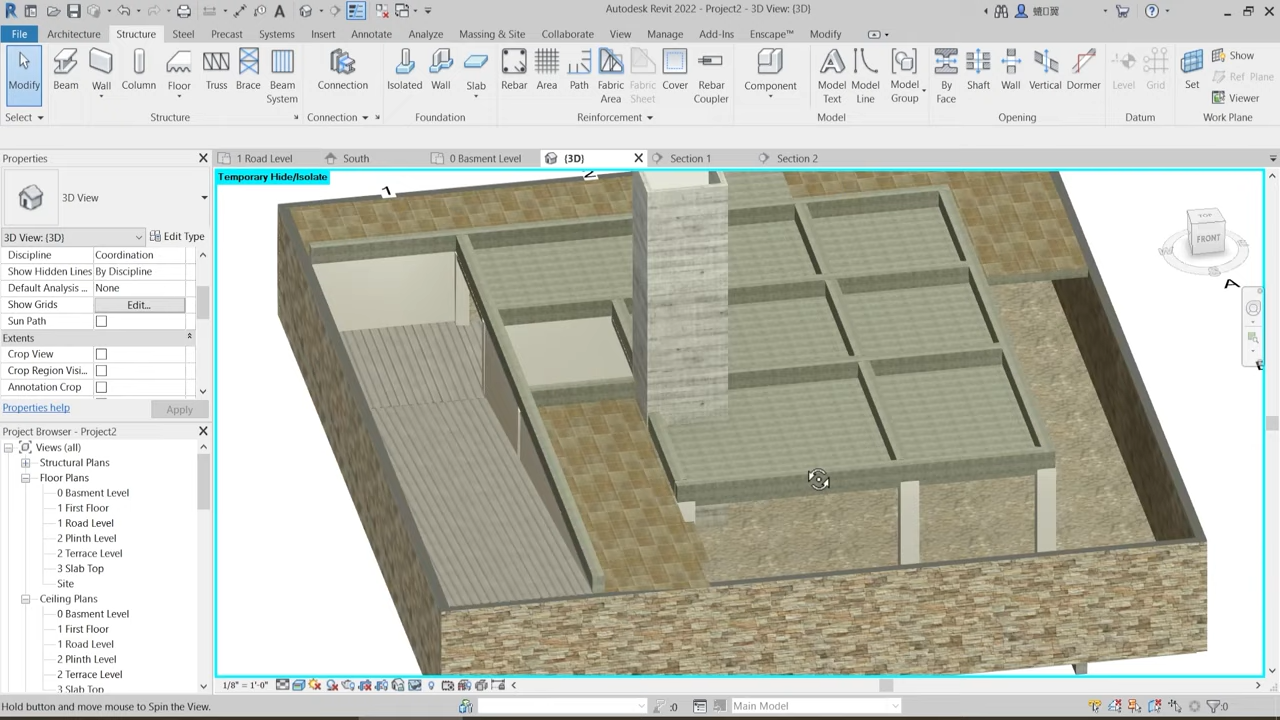 Autodesk Revit 2022 - Project2 - 3D View: {3D}
File Architecture Structure Steel Precast Systems Insert Annotate Analyze Massing & Site Collaborate View Manage Add-Ins Enscape™ Modify
Modify Beam Wall Column Floor Truss Brace Beam System Connection Isolated Wall Slab Rebar Area Path Fabric Area Fabric Sheet Cover Rebar Coupler Component Model Text Model Line Model Group By Face Shaft Wall Vertical Dormer Level Grid Set Show Ref Plane Viewer
Select Structure Connection Foundation Reinforcement Model Opening Datum Work Plane
Properties
1 Road Level South 0 Basment Level {3D} Section 1 Section 2
Temporary Hide/Isolate
3D View
3D View: {3D} Edit Type
Discipline Coordination
Show Hidden Lines By Discipline
Default Analysis ... None
Show Grids Edit...
Sun Path
Extents
Crop View
Crop Region Visi...
Annotation Crop
Properties help Apply
Project Browser - Project2
Views (all)
Structural Plans
Floor Plans
0 Basment Level
1 First Floor
1 Road Level
2 Plinth Level
2 Terrace Level
3 Slab Top
Site
Ceiling Plans
0 Basment Level
1 First Floor
1 Road Level
2 Plinth Level
2 Terrace Level
3 Slab Top
1
A
TOP
FRONT
1/8" = 1'-0"
Hold button and move mouse to Spin the View.
:0
Main Model
:0